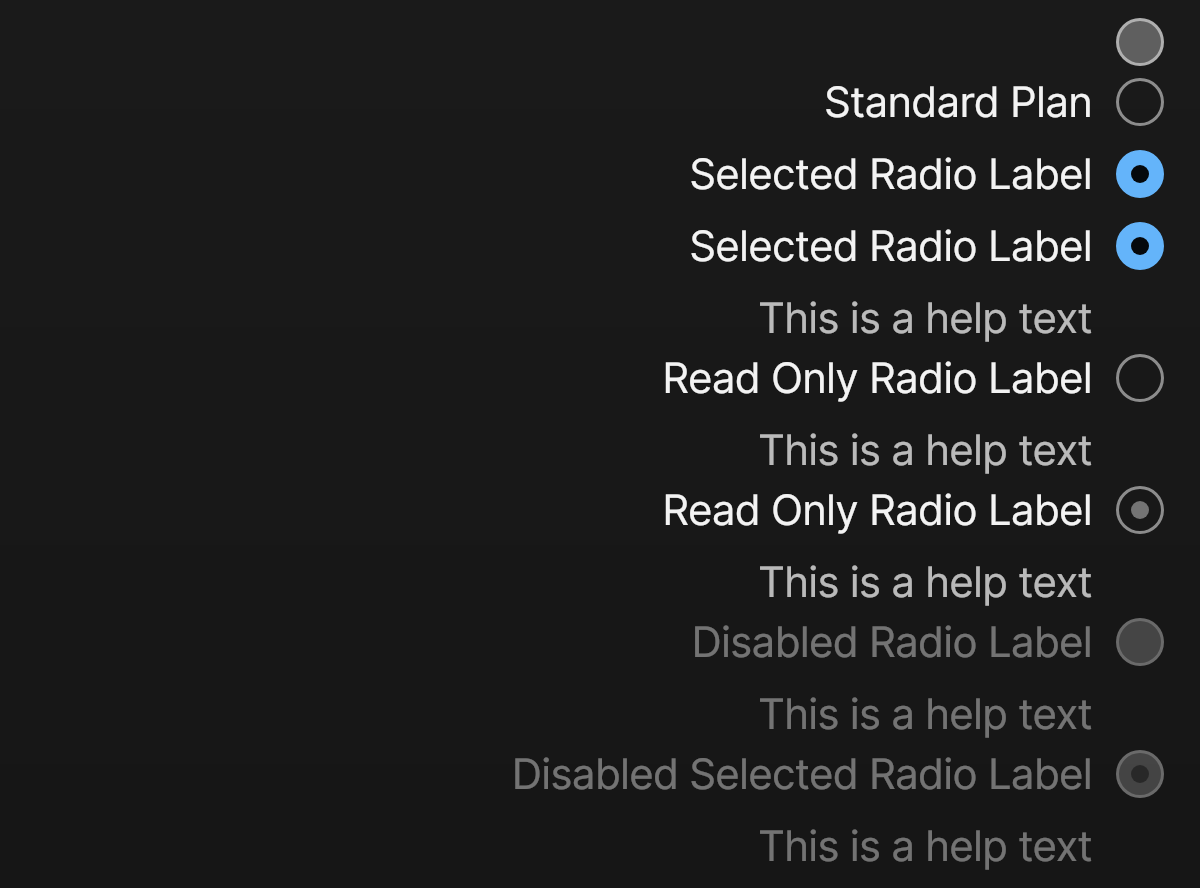 Standard Plan
Selected Radio Label
Selected Radio Label
This is a help text
Read Only Radio Label
This is a help text
Read Only Radio Label
This is a help text
Disabled Radio Label
This is a help text
Disabled Selected Radio Label
This is a help text